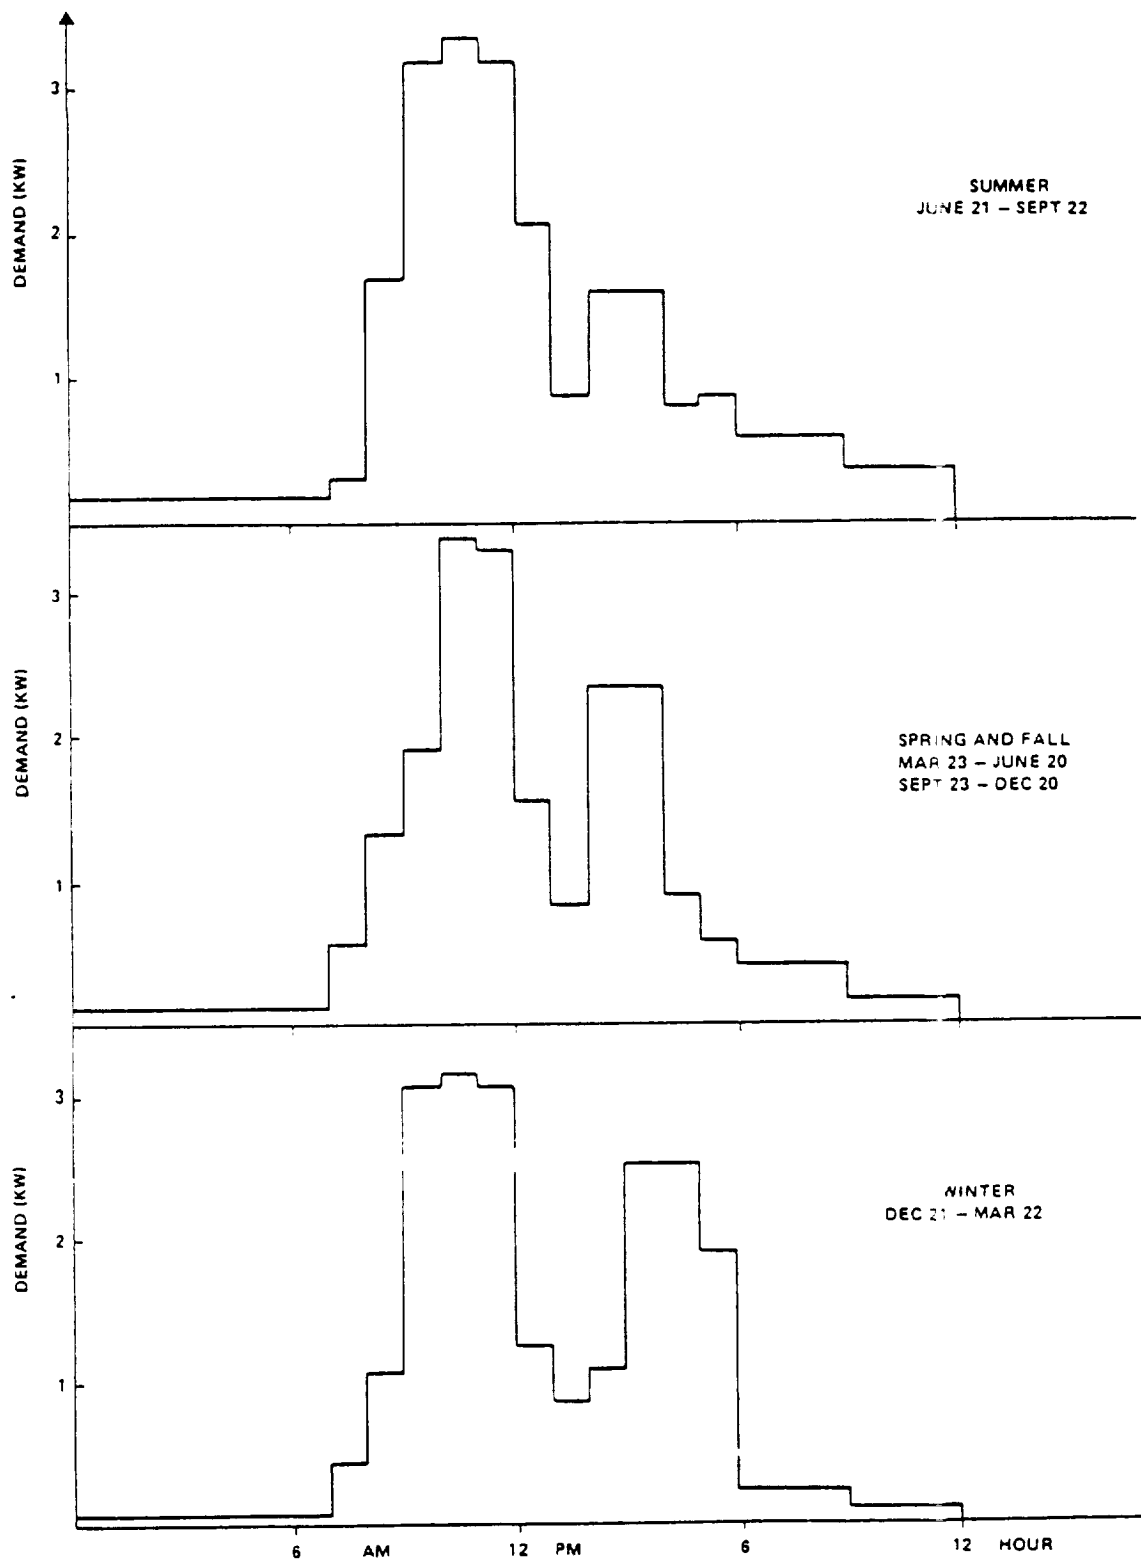 3
2
1
DEMAND (KW)
SUMMER
JUNE 21 – SEPT 22
3
2
1
DEMAND (KW)
SPRING AND FALL
MAR 23 – JUNE 20
SEPT 23 – DEC 20
3
2
1
DEMAND (KW)
WINTER
DEC 21 – MAR 22
6 AM 12 PM 6 12 HOUR